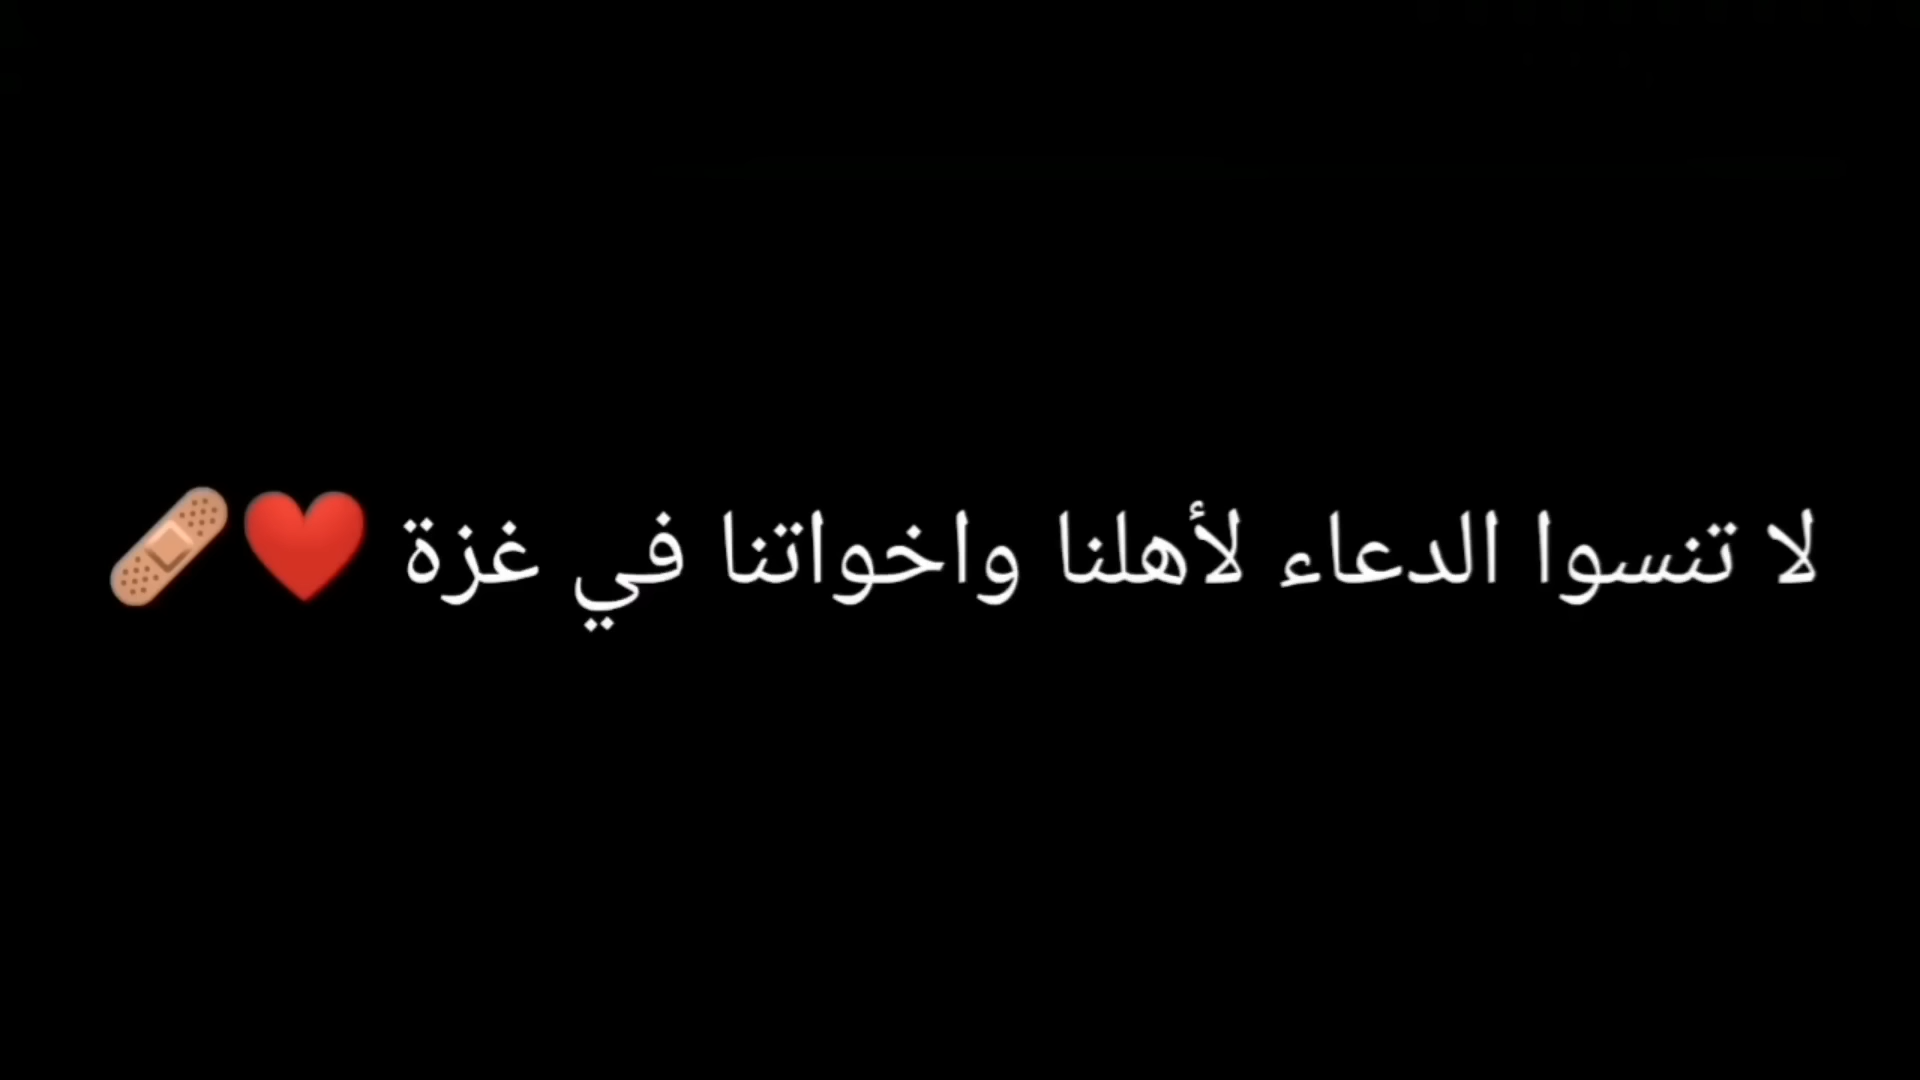 لا تنسوا الدعاء لأهلنا واخواتنا في غزة ❤️🩹